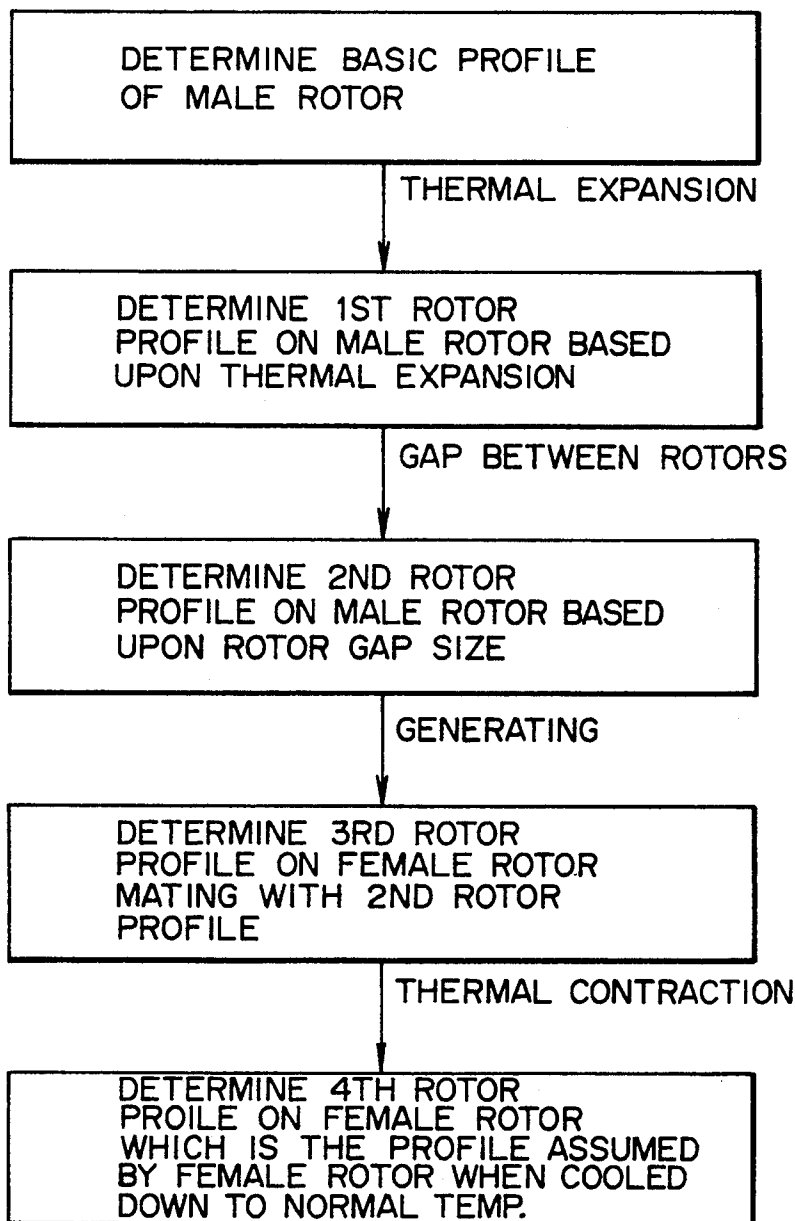 DETERMINE BASIC PROFILE
OF MALE ROTOR
THERMAL EXPANSION
DETERMINE 1ST ROTOR
PROFILE ON MALE ROTOR BASED
UPON THERMAL EXPANSION
GAP BETWEEN ROTORS
DETERMINE 2ND ROTOR
PROFILE ON MALE ROTOR BASED
UPON ROTOR GAP SIZE
GENERATING
DETERMINE 3RD ROTOR
PROFILE ON FEMALE ROTOR
MATING WITH 2ND ROTOR
PROFILE
THERMAL CONTRACTION
DETERMINE 4TH ROTOR
PROILE ON FEMALE ROTOR
WHICH IS THE PROFILE ASSUMED
BY FEMALE ROTOR WHEN COOLED
DOWN TO NORMAL TEMP.